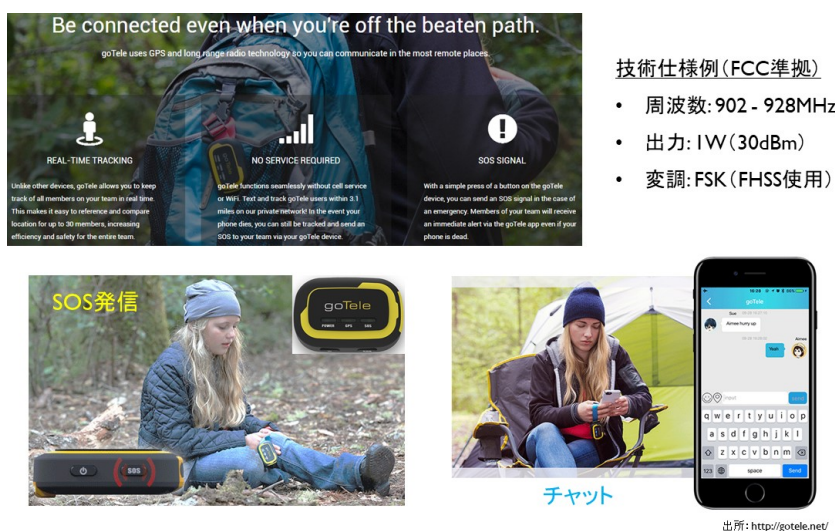 Be connected even when you're off the beaten path.
goTele uses GPS and long range radio technology so you can communicate in the most remote places.
REAL-TIME TRACKING
Unlike other devices, goTele allows you to keep
track of all members on your team in real time.
This makes it easy to reference and compare
location for up to 30 members, increasing
efficiency and safety for the entire team.
NO SERVICE REQUIRED
goTele functions seamlessly without cell service
or WiFi. Text and track goTele users within 3.1
miles on our private network! In the event your
phone dies, you can still be tracked and send an
SOS to your team via your goTele device.
SOS SIGNAL
With a simple press of a button on the goTele
device, you can send an SOS signal in the case of
an emergency. Members of your team will receive
an immediate alert via the goTele app even if your
phone is dead.
技術仕様例(FCC準拠)
• 周波数: 902 - 928MHz
• 出力: 1W(30dBm)
• 変調: FSK(FHSS使用)
SOS発信
goTele
POWER GPS SOS
SOS
チャット
goTele
Sue
Aimee hurry up
Aimee
Yeah
send
q w e r t y u i o p
a s d f g h j k l
z x c v b n m
123 space Send
出所: http://gotele.net/